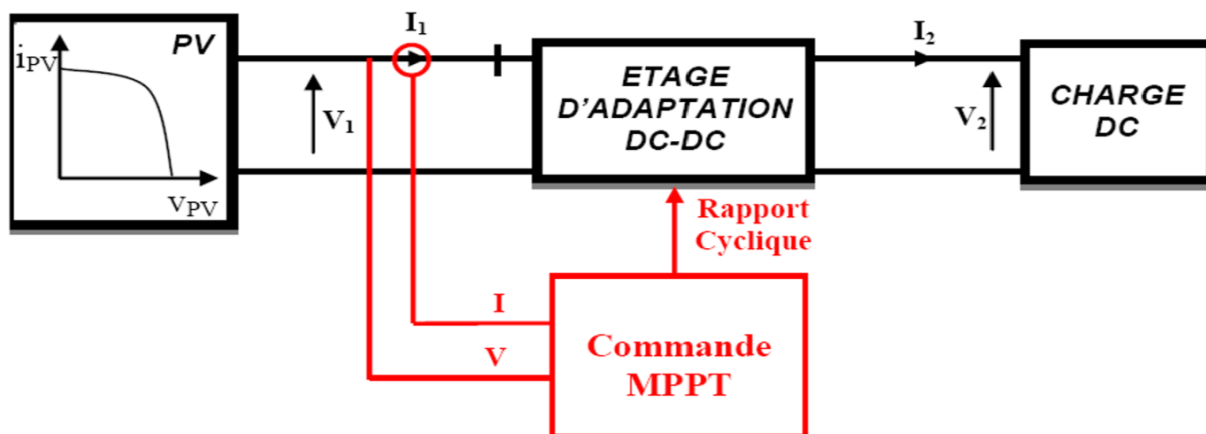 PV
iPV
VPV
I1
V1
ETAGE
D'ADAPTATION
DC-DC
I2
V2
CHARGE
DC
Rapport
Cyclique
I
V
Commande
MPPT